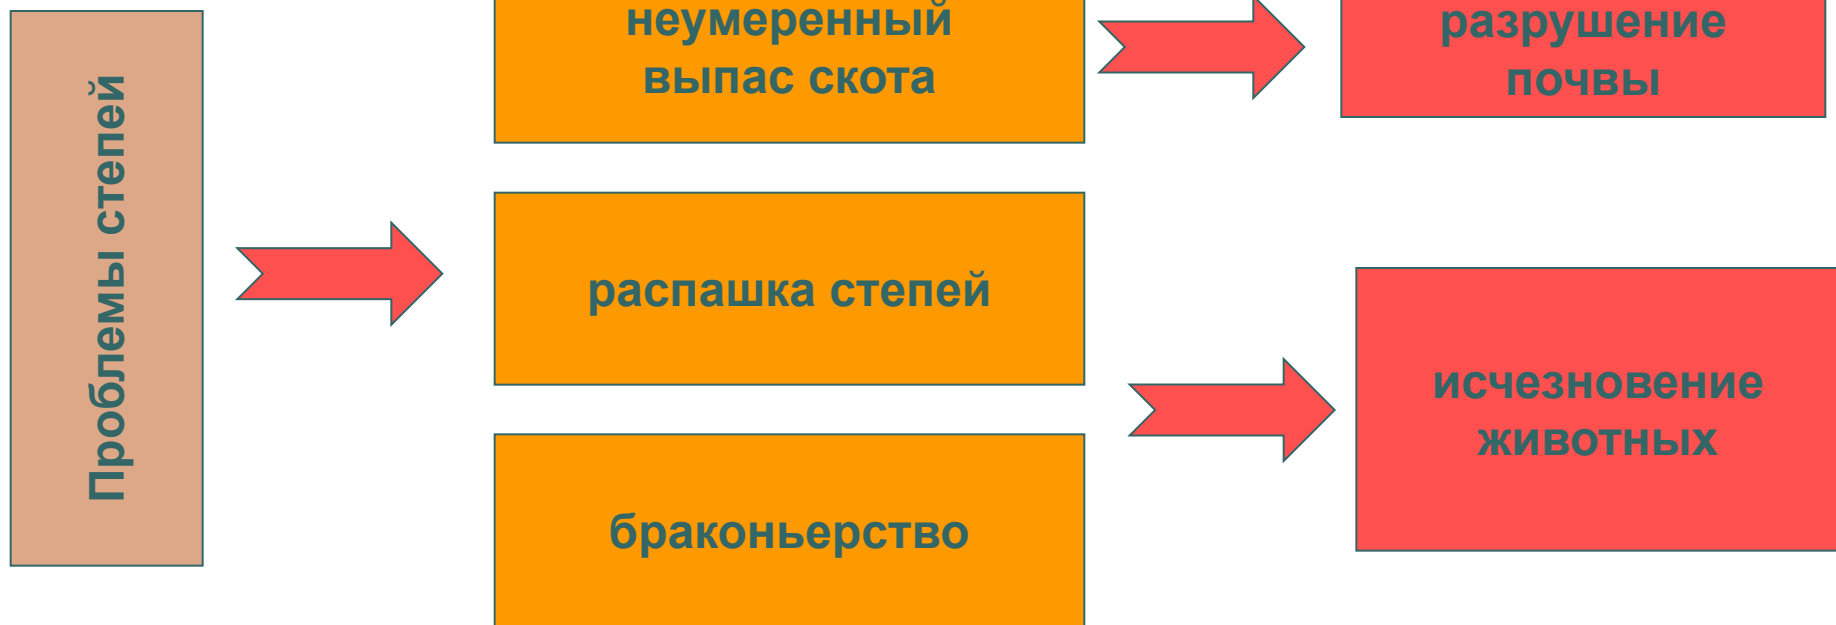 Проблемы степей
неумеренный
выпас скота
разрушение
почвы
распашка степей
исчезновение
животных
браконьерство